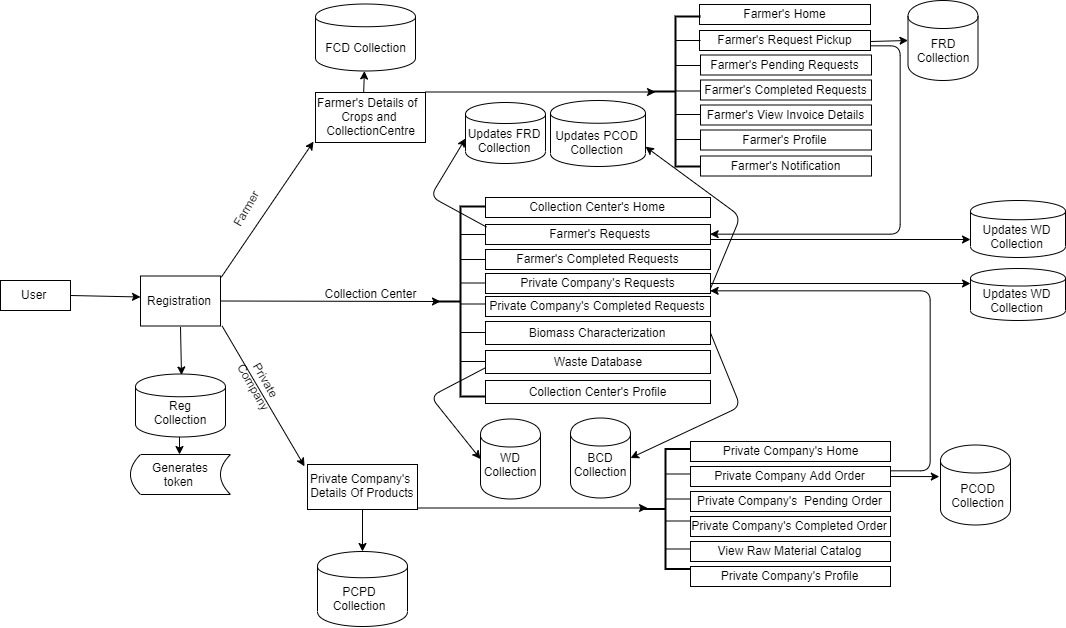 Farmer's Home
Farmer's Request Pickup
Farmer's Pending Requests
Farmer's Completed Requests
Farmer's View Invoice Details
Farmer's Profile
Farmer's Notification
FRD
Collection
FCD Collection
Farmer's Details of
Crops and
CollectionCentre
Updates FRD
Collection
Updates PCOD
Collection
Farmer
Collection Center's Home
Farmer's Requests
Farmer's Completed Requests
Private Company's Requests
Private Company's Completed Requests
Biomass Characterization
Waste Database
Collection Center's Profile
Updates WD
Collection
Updates WD
Collection
User
Registration
Collection Center
Private
Company
Reg
Collection
Generates
token
WD
Collection
BCD
Collection
Private Company's
Details Of Products
PCPD
Collection
Private Company's Home
Private Company Add Order
Private Company's  Pending Order
Private Company's Completed Order
View Raw Material Catalog
Private Company's Profile
PCOD
Collection